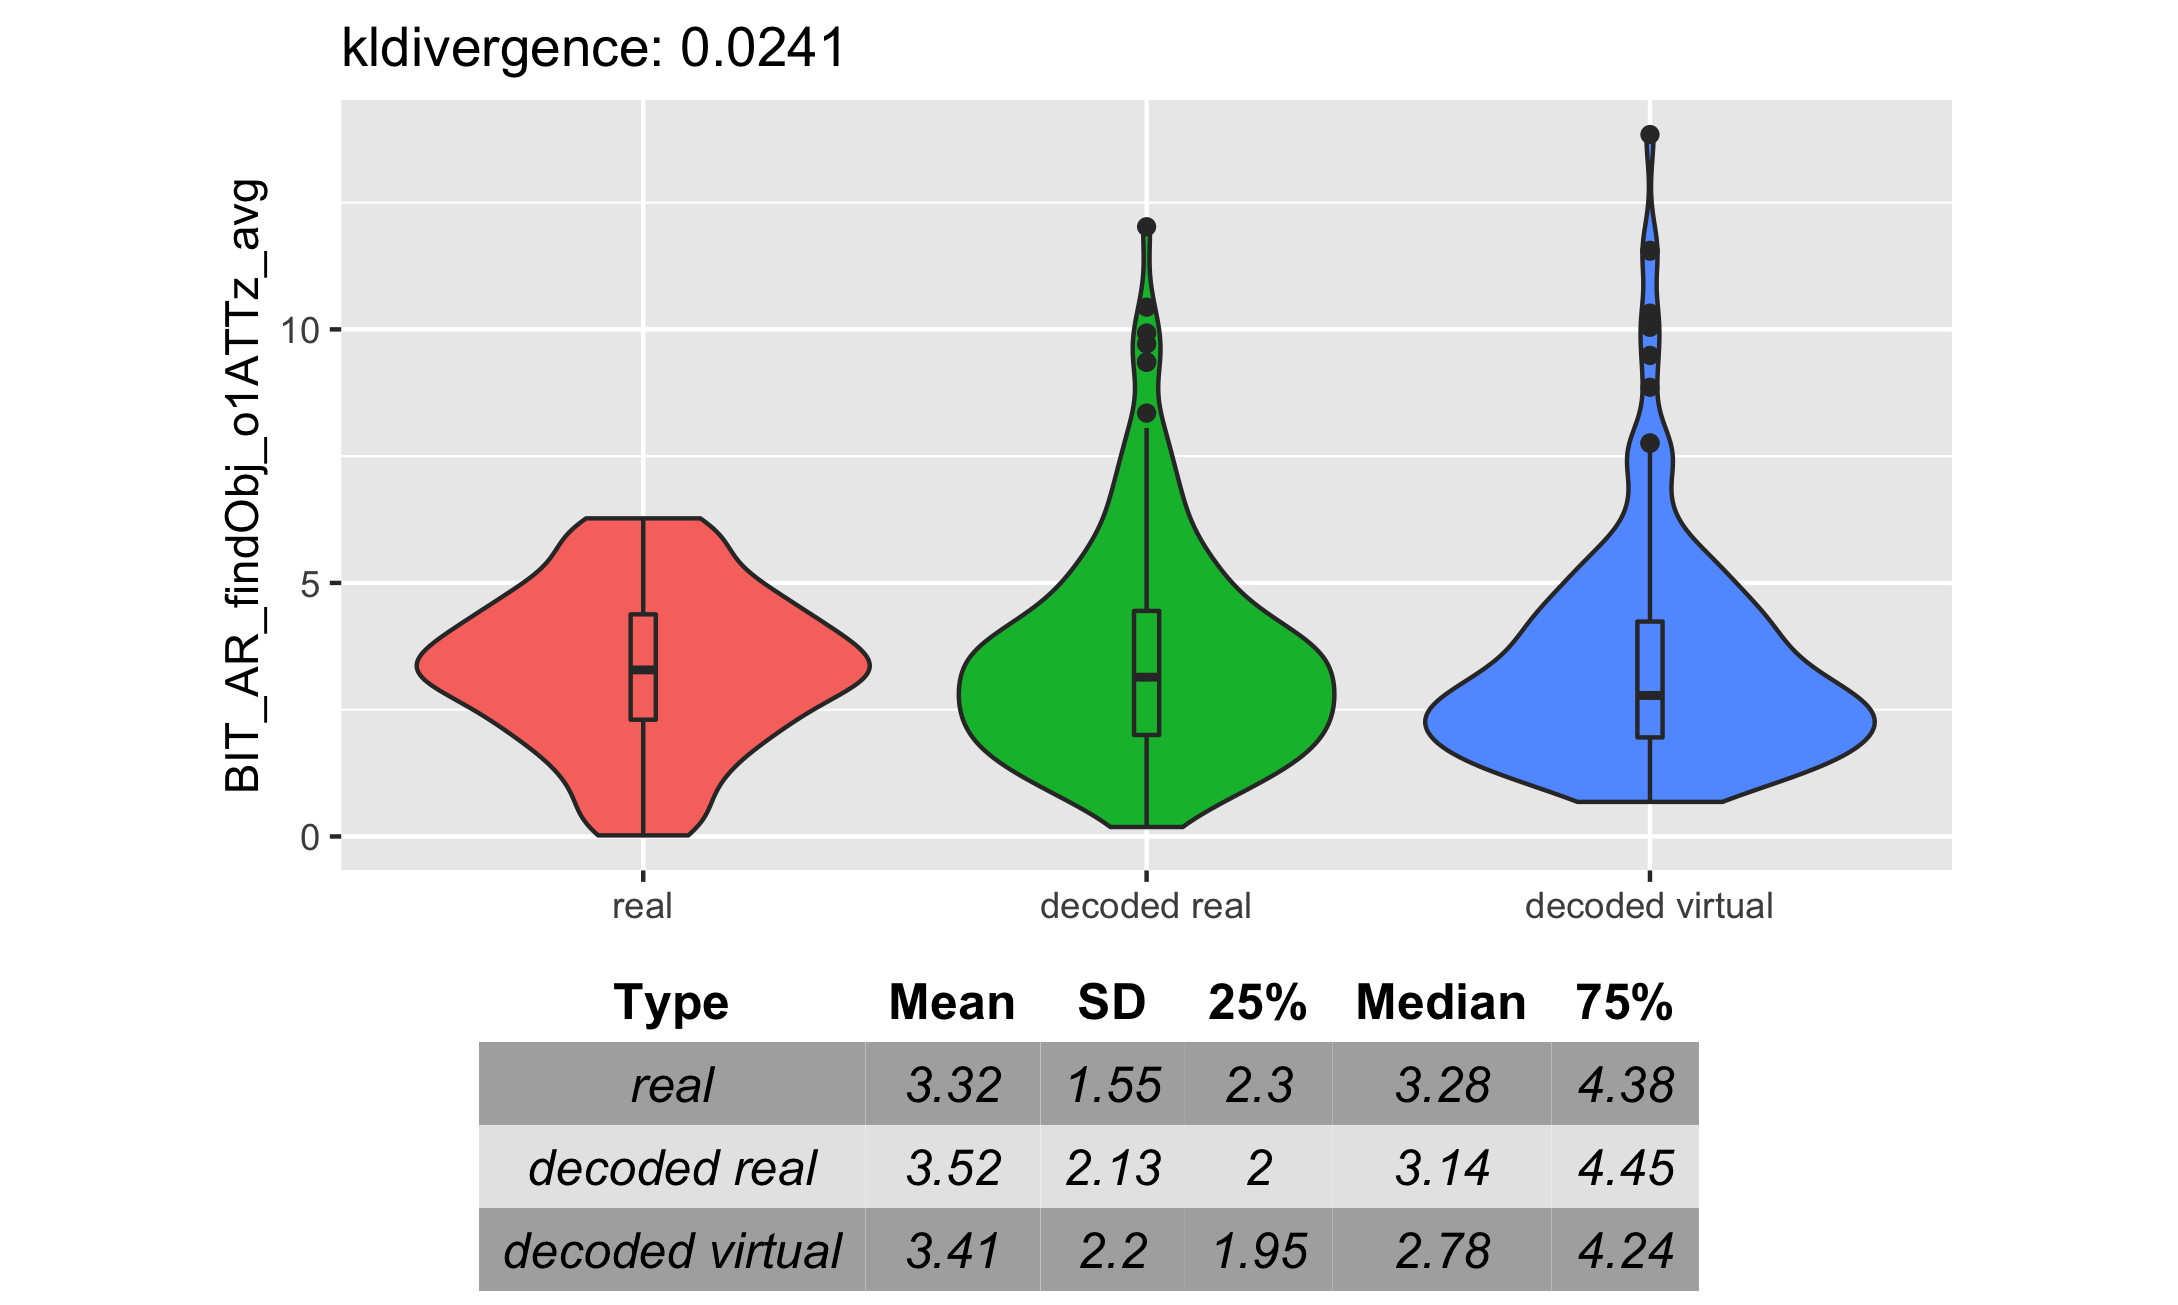 kldivergence: 0.0241
BIT_AR_findObj_o1ATTz_avg
10
5
0
real decoded real decoded virtual
Type Mean SD 25% Median 75%
real 3.32 1.55 2.3 3.28 4.38
decoded real 3.52 2.13 2 3.14 4.45
decoded virtual 3.41 2.2 1.95 2.78 4.24